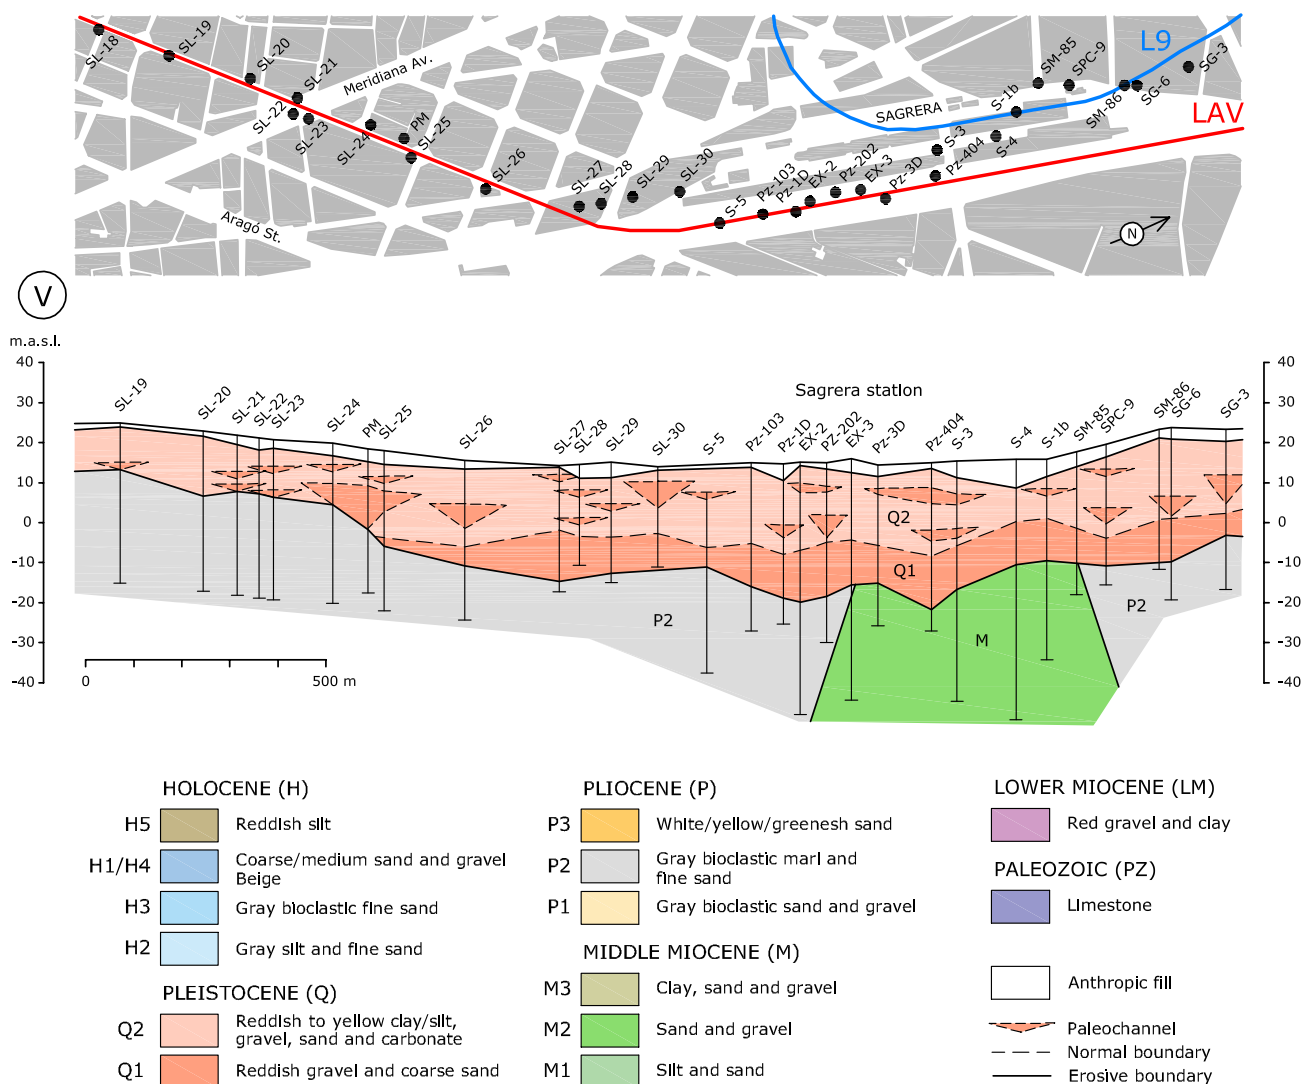 SL-18
SL-19
SL-20
SL-21
Meridiana Av.
SL-22
SL-23
SL-24
PM
SL-25
SL-26
SL-27
SL-28
SL-29
SL-30
S-5
Pz-103
Pz-1D
EX-2
Pz-202
EX-3
Pz-3D
Pz-404
S-3
S-4
S-1b
SM-85
SPC-9
SM-86
SG-6
SG-3
L9
SAGRERA
LAV
Aragó St.
N
V
m.a.s.l.
Sagrera station
SL-19
SL-20
SL-21
SL-22
SL-23
SL-24
PM
SL-25
SL-26
SL-27
SL-28
SL-29
SL-30
S-5
Pz-103
Pz-1D
EX-2
Pz-202
EX-3
Pz-3D
Pz-404
S-3
S-4
S-1b
SM-85
SPC-9
SM-86
SG-6
SG-3
40 40
30 30
20 20
10 10
0 0
-10 -10
-20 -20
-30 -30
-40 -40
Q2
Q1
P2
M
P2
0 500 m
HOLOCENE (H)
H5 Reddish silt
H1/H4 Coarse/medium sand and gravel
Beige
H3 Gray bioclastic fine sand
H2 Gray silt and fine sand
PLEISTOCENE (Q)
Q2 Reddish to yellow clay/silt,
gravel, sand and carbonate
Q1 Reddish gravel and coarse sand
PLIOCENE (P)
P3 White/yellow/greenesh sand
P2 Gray bioclastic marl and
fine sand
P1 Gray bioclastic sand and gravel
MIDDLE MIOCENE (M)
M3 Clay, sand and gravel
M2 Sand and gravel
M1 Silt and sand
LOWER MIOCENE (LM)
Red gravel and clay
PALEOZOIC (PZ)
Limestone
Anthropic fill
Paleochannel
Normal boundary
Erosive boundary